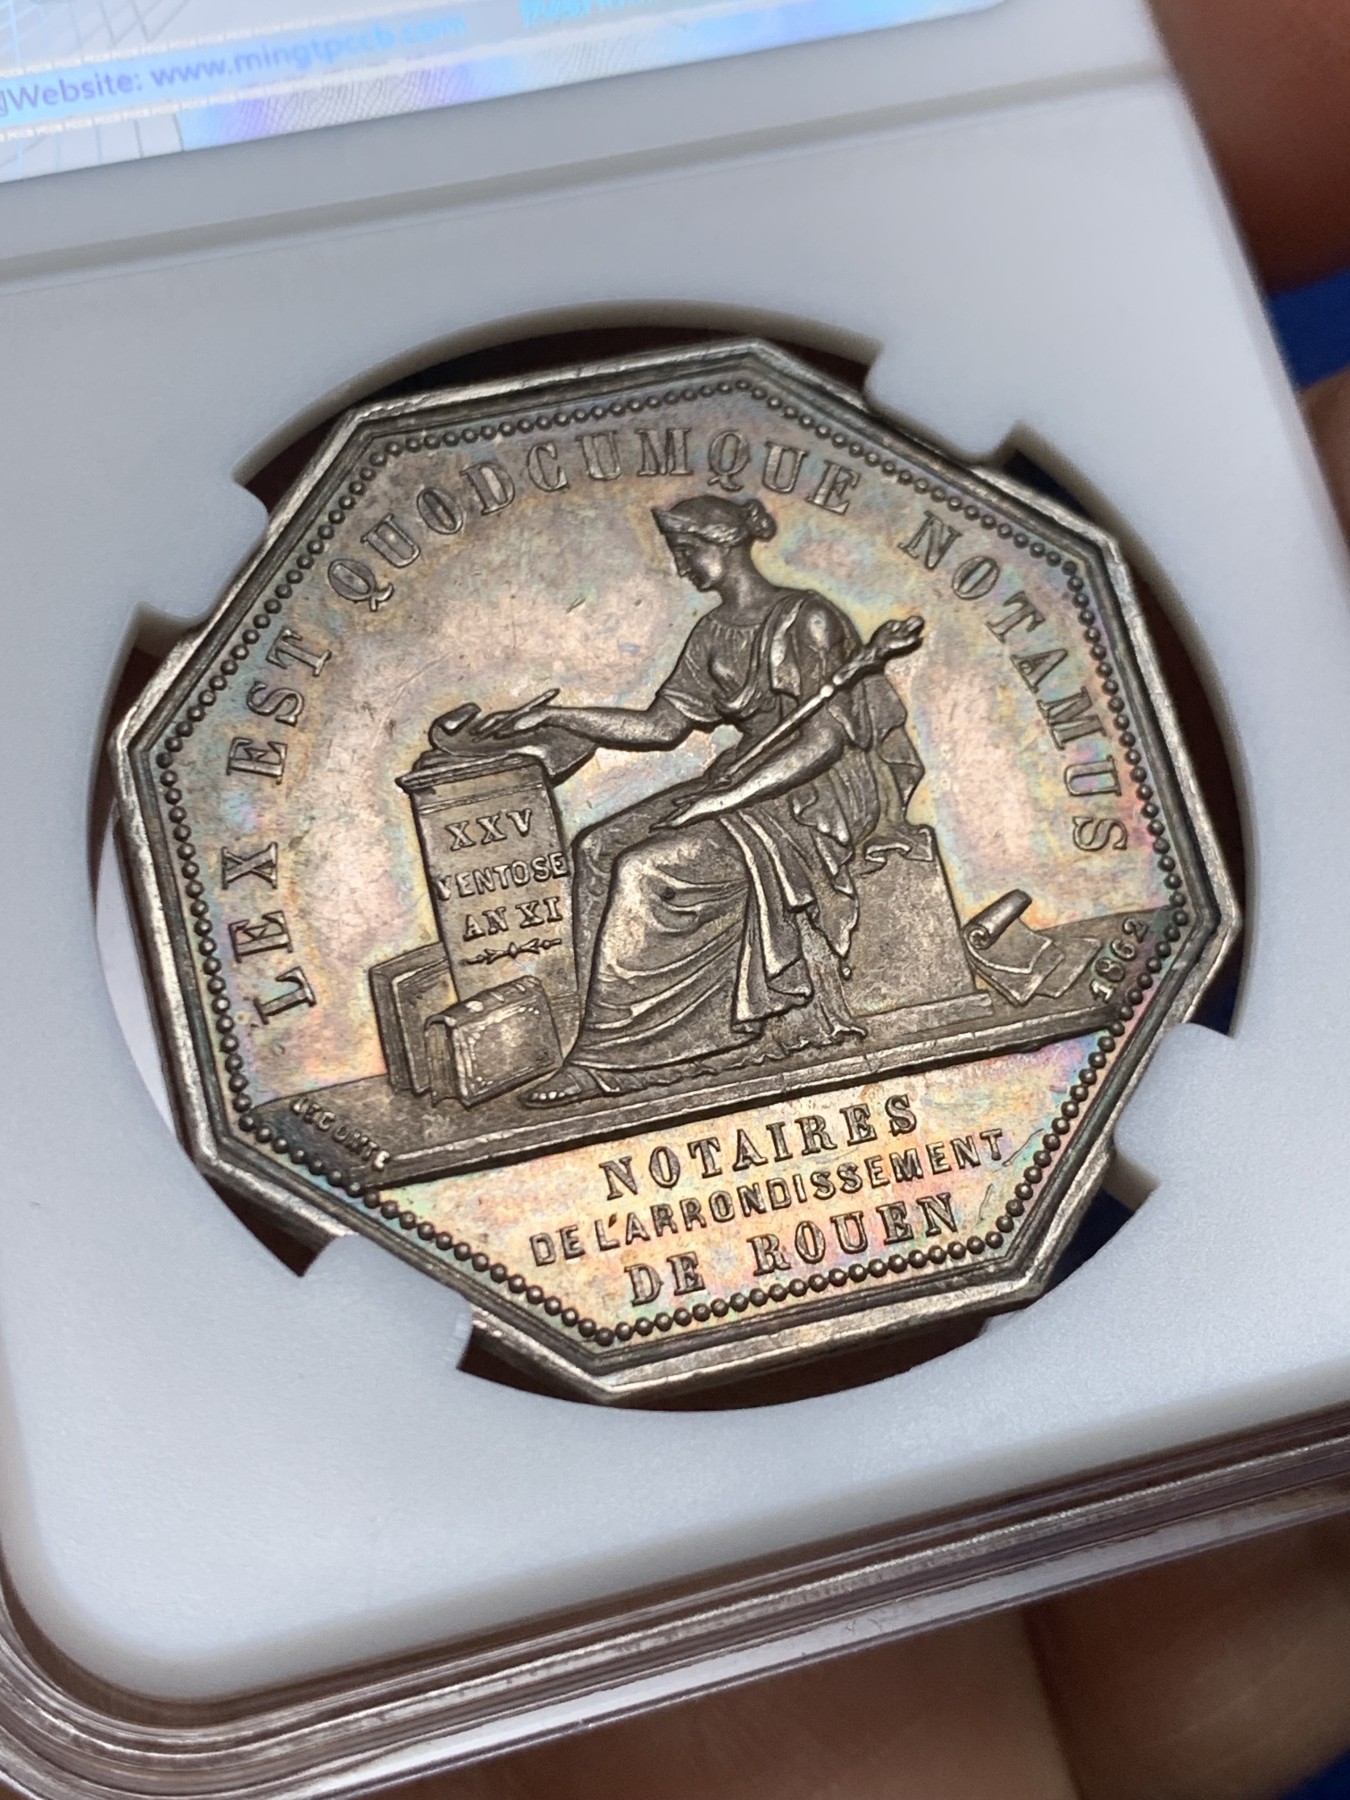 Website: www.mingtpccb.com
LEX EST QUODCUMQUE NOTAMUS
XXV
VENTOSE
AN XI
1862
LECOMTE
NOTAIRES
DE L'ARRONDISSEMENT
DE ROUEN